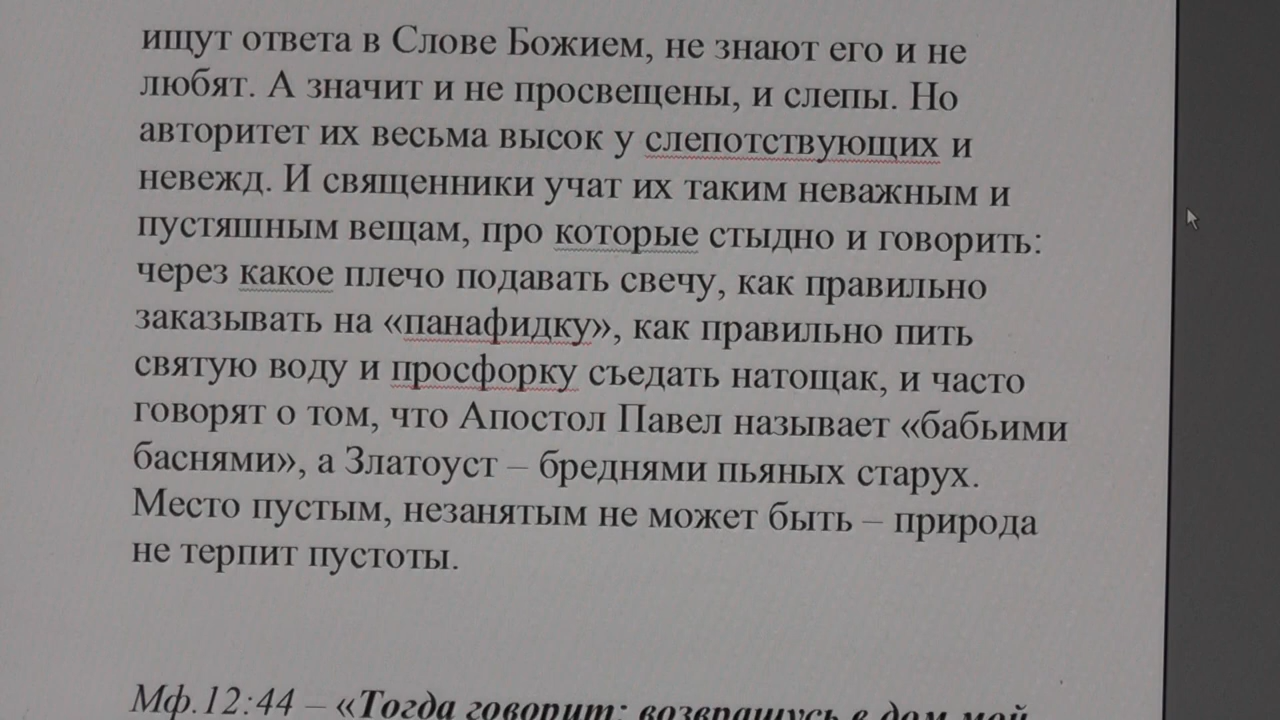 ищут ответа в Слове Божием, не знают его и не
любят. А значит и не просвещены, и слепы. Но
авторитет их весьма высок у слепотствующих и
невежд. И священники учат их таким неважным и
пустяшным вещам, про которые стыдно и говорить:
через какое плечо подавать свечу, как правильно
заказывать на «панафидку», как правильно пить
святую воду и просфорку съедать натощак, и часто
говорят о том, что Апостол Павел называет «бабьими
баснями», а Златоуст – бреднями пьяных старух.
Место пустым, незанятым не может быть – природа
не терпит пустоты.
Мф.12:44 – «Тогда говорит: возвращусь в дом мой